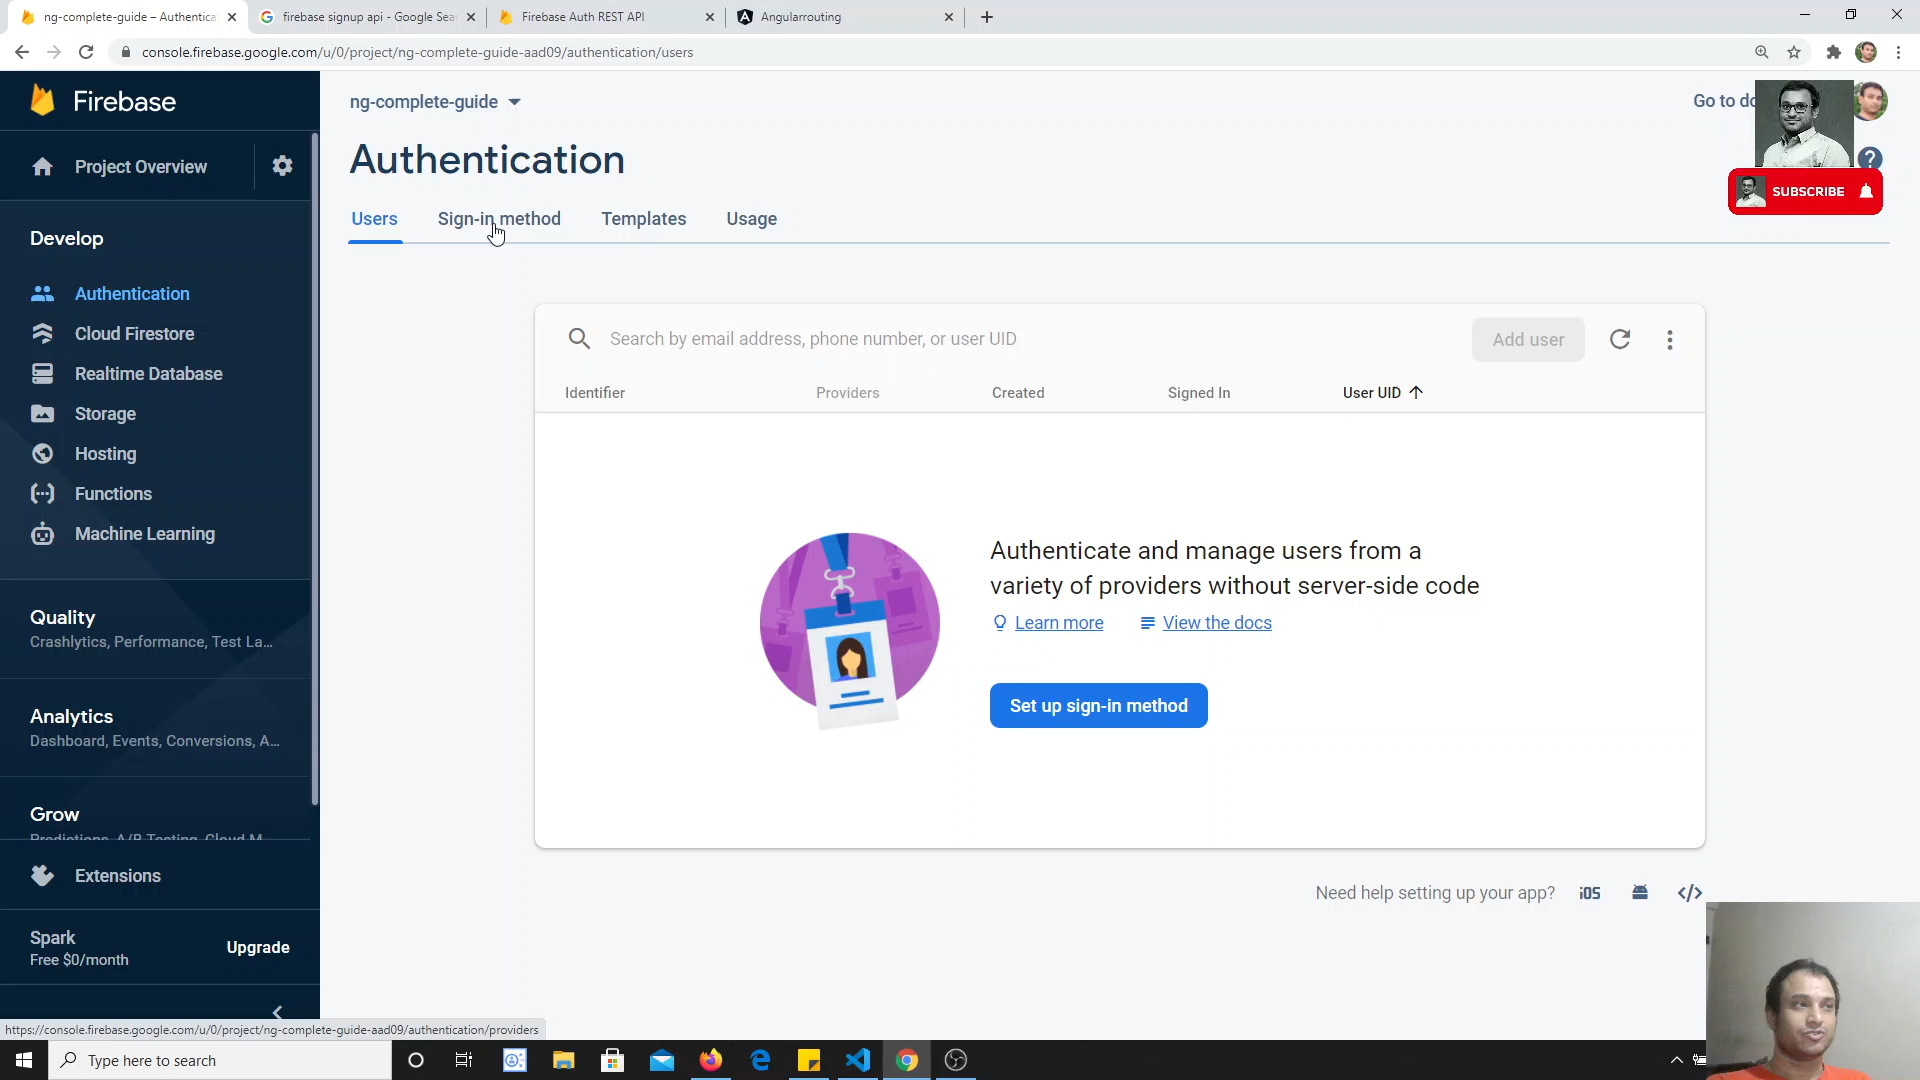 ng-complete-guide – Authentica
firebase signup api - Google Sea
Firebase Auth REST API
Angularrouting
console.firebase.google.com/u/0/project/ng-complete-guide-aad09/authentication/users
Firebase
ng-complete-guide
Go to do
Project Overview
Authentication
SUBSCRIBE
Users
Sign-in method
Templates
Usage
Develop
Authentication
Cloud Firestore
Realtime Database
Storage
Hosting
Functions
Machine Learning
Search by email address, phone number, or user UID
Add user
Identifier
Providers
Created
Signed In
User UID
Authenticate and manage users from a
variety of providers without server-side code
Learn more
View the docs
Set up sign-in method
Quality
Crashlytics, Performance, Test La...
Analytics
Dashboard, Events, Conversions, A...
Grow
Predictions, A/B Testing, Cloud M
Extensions
Need help setting up your app?
iOS
Spark
Free $0/month
Upgrade
https://console.firebase.google.com/u/0/project/ng-complete-guide-aad09/authentication/providers
Type here to search